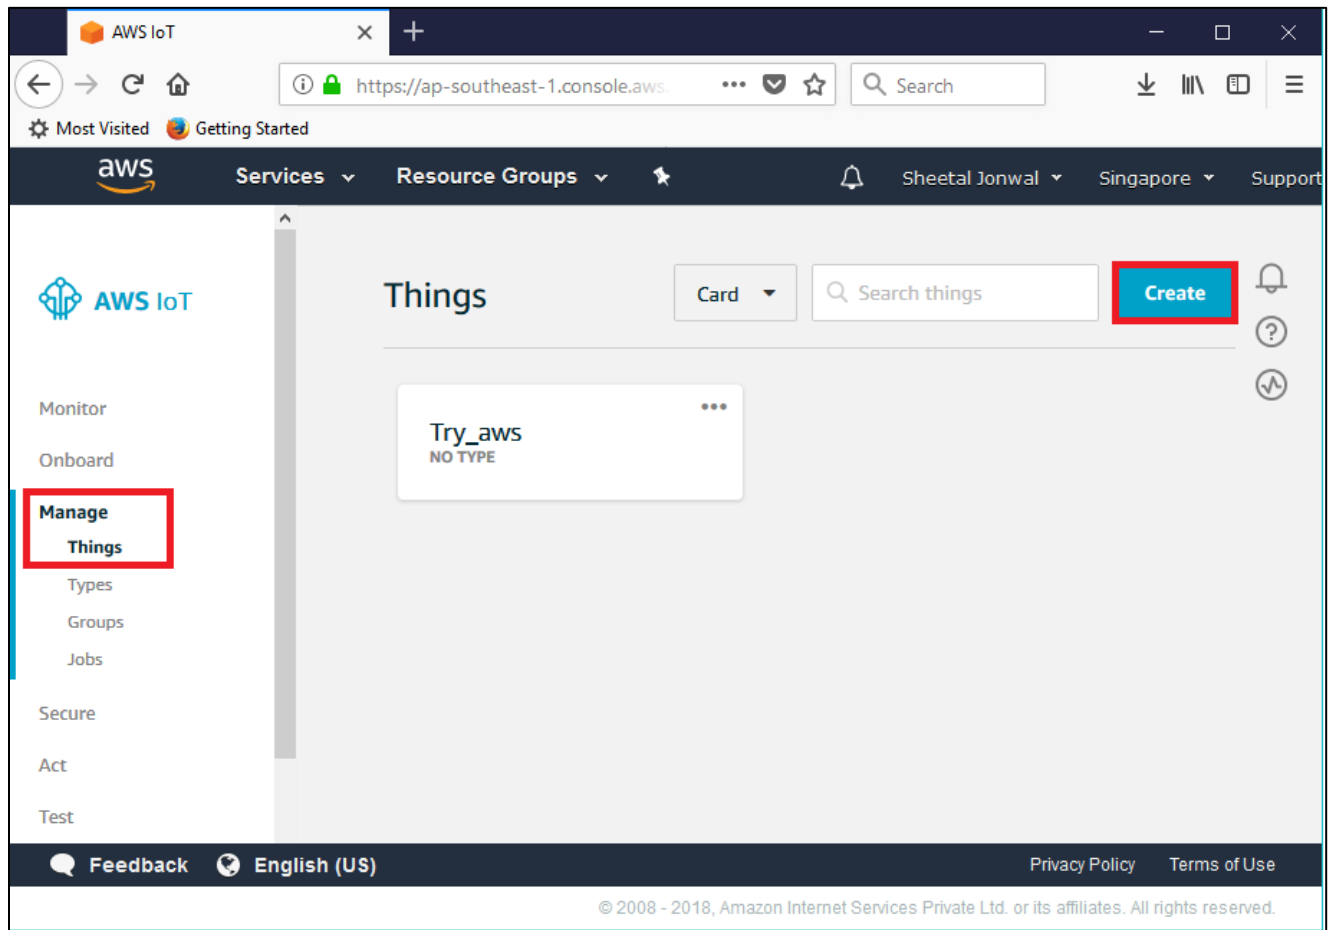 AWS IoT
https://ap-southeast-1.console.aws.
Search
Most Visited Getting Started
aws Services Resource Groups Sheetal Jonwal Singapore Support
AWS IoT
Things Card Search things Create
Monitor
Onboard
Manage
Things
Types
Groups
Jobs
Secure
Act
Test
Try_aws
NO TYPE
Feedback English (US) Privacy Policy Terms of Use
© 2008 - 2018, Amazon Internet Services Private Ltd. or its affiliates. All rights reserved.